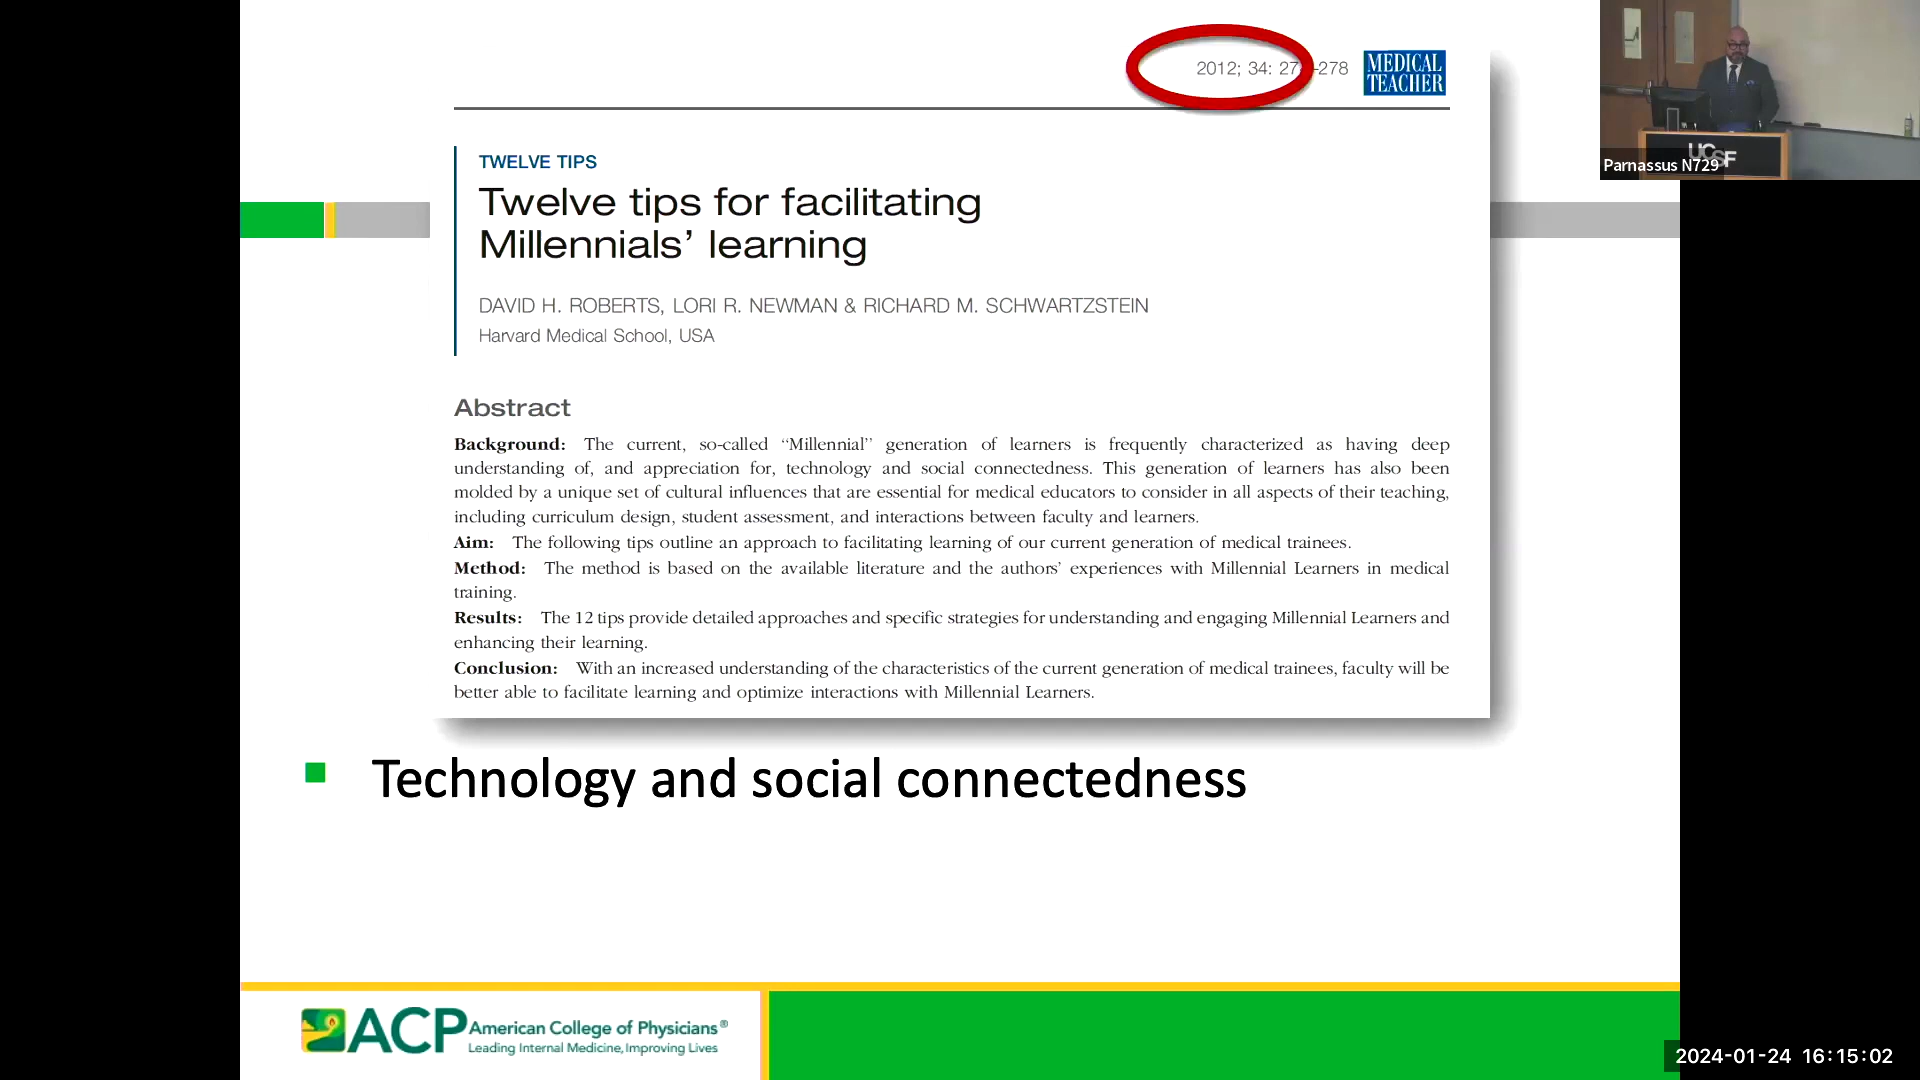 2012; 34: 27 –278
MEDICAL
TEACHER
TWELVE TIPS
Twelve tips for facilitating
Millennials’ learning
DAVID H. ROBERTS, LORI R. NEWMAN & RICHARD M. SCHWARTZSTEIN
Harvard Medical School, USA
Abstract
Background: The current, so-called ‘‘Millennial’’ generation of learners is frequently characterized as having deep
understanding of, and appreciation for, technology and social connectedness. This generation of learners has also been
molded by a unique set of cultural influences that are essential for medical educators to consider in all aspects of their teaching,
including curriculum design, student assessment, and interactions between faculty and learners.
Aim: The following tips outline an approach to facilitating learning of our current generation of medical trainees.
Method: The method is based on the available literature and the authors’ experiences with Millennial Learners in medical
training.
Results: The 12 tips provide detailed approaches and specific strategies for understanding and engaging Millennial Learners and
enhancing their learning.
Conclusion: With an increased understanding of the characteristics of the current generation of medical trainees, faculty will be
better able to facilitate learning and optimize interactions with Millennial Learners.
Technology and social connectedness
ACP American College of Physicians®
Leading Internal Medicine, Improving Lives
UCSF
Parnassus N729
2024-01-24 16:15:02